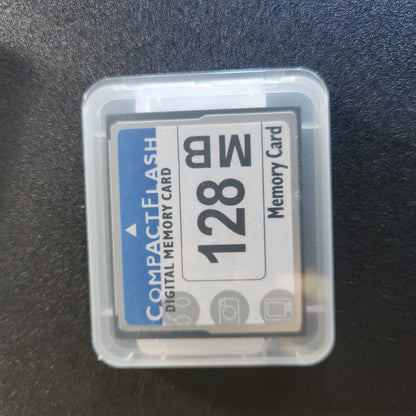 COMPACTFLASH
DIGITAL MEMORY CARD
128
MB
Memory Card